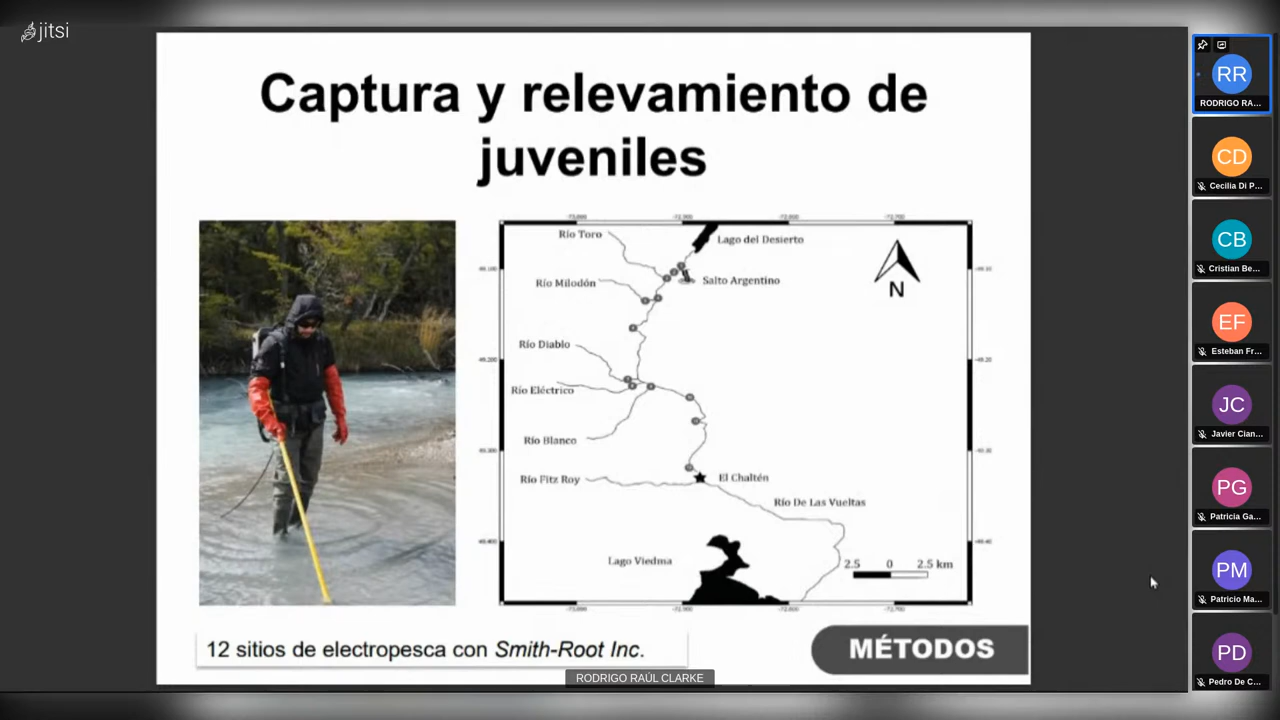 jitsi
Captura y relevamiento de
juveniles
Río Toro
Lago del Desierto
Río Milodón
Salto Argentino
N
Río Diablo
Río Eléctrico
Río Blanco
Río Fitz Roy
El Chaltén
Río De Las Vueltas
Lago Viedma
2.5 0 2.5 km
12 sitios de electropesca con Smith-Root Inc.
MÉTODOS
RODRIGO RAÚL CLARKE
RR
RODRIGO RA...
CD
Cecilia Di P...
CB
Cristian Be...
EF
Esteban Fr...
JC
Javier Cian...
PG
Patricia Ga...
PM
Patricio Ma...
PD
Pedro De C...